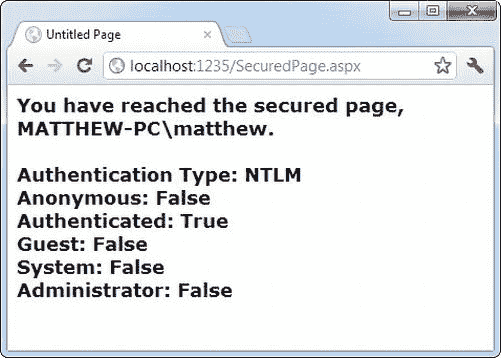 Untitled Page
localhost:1235/SecuredPage.aspx
You have reached the secured page,
MATTHEW-PC\matthew.
Authentication Type: NTLM
Anonymous: False
Authenticated: True
Guest: False
System: False
Administrator: False